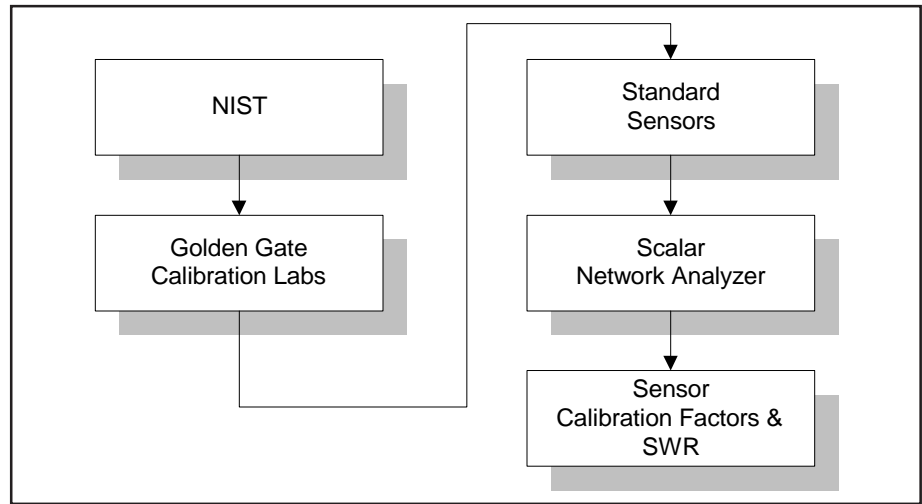 NIST
Golden Gate
Calibration Labs
Standard
Sensors
Scalar
Network Analyzer
Sensor
Calibration Factors &
SWR